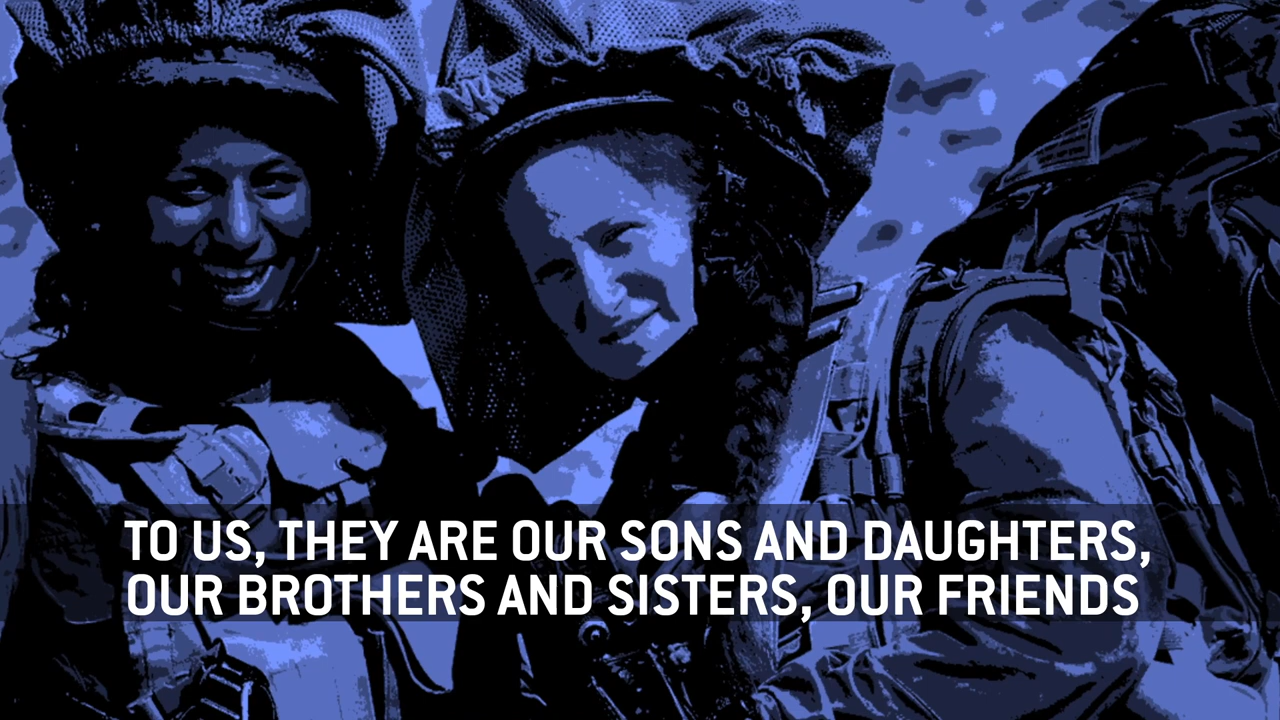 TO US, THEY ARE OUR SONS AND DAUGHTERS,
OUR BROTHERS AND SISTERS, OUR FRIENDS